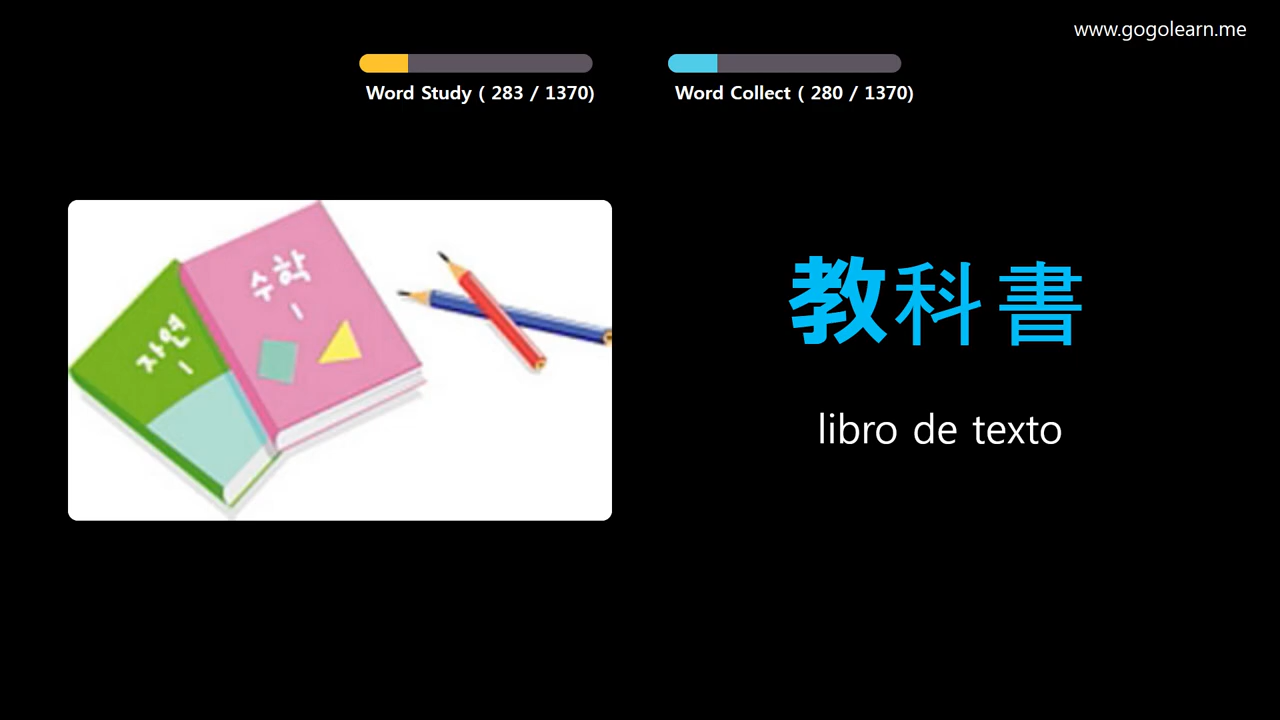 www.gogolearn.me
Word Study ( 283 / 1370)
Word Collect ( 280 / 1370)
수학
1
자연
1
教科書
libro de texto